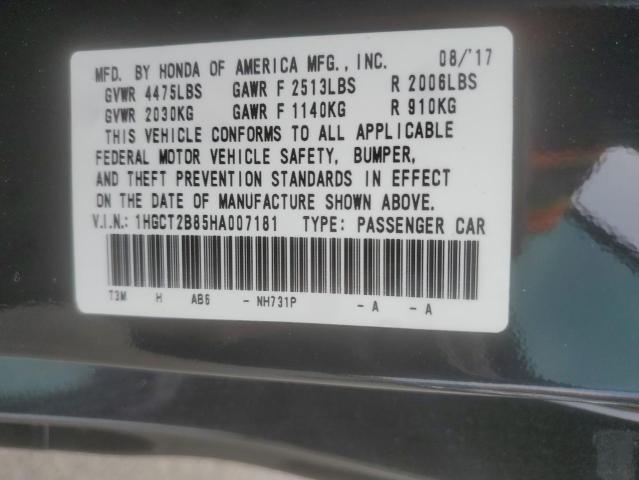 MFD. BY HONDA OF AMERICA MFG., INC. 08/'17
GVWR 4475LBS GAWR F 2513LBS R 2006LBS
GVWR 2030KG GAWR F 1140KG R 910KG
THIS VEHICLE CONFORMS TO ALL APPLICABLE
FEDERAL MOTOR VEHICLE SAFETY, BUMPER,
AND THEFT PREVENTION STANDARDS IN EFFECT
ON THE DATE OF MANUFACTURE SHOWN ABOVE.
V.I.N.: 1HGCT2B85HA007181 TYPE: PASSENGER CAR
T3M H AB6 - NH731P - A - A